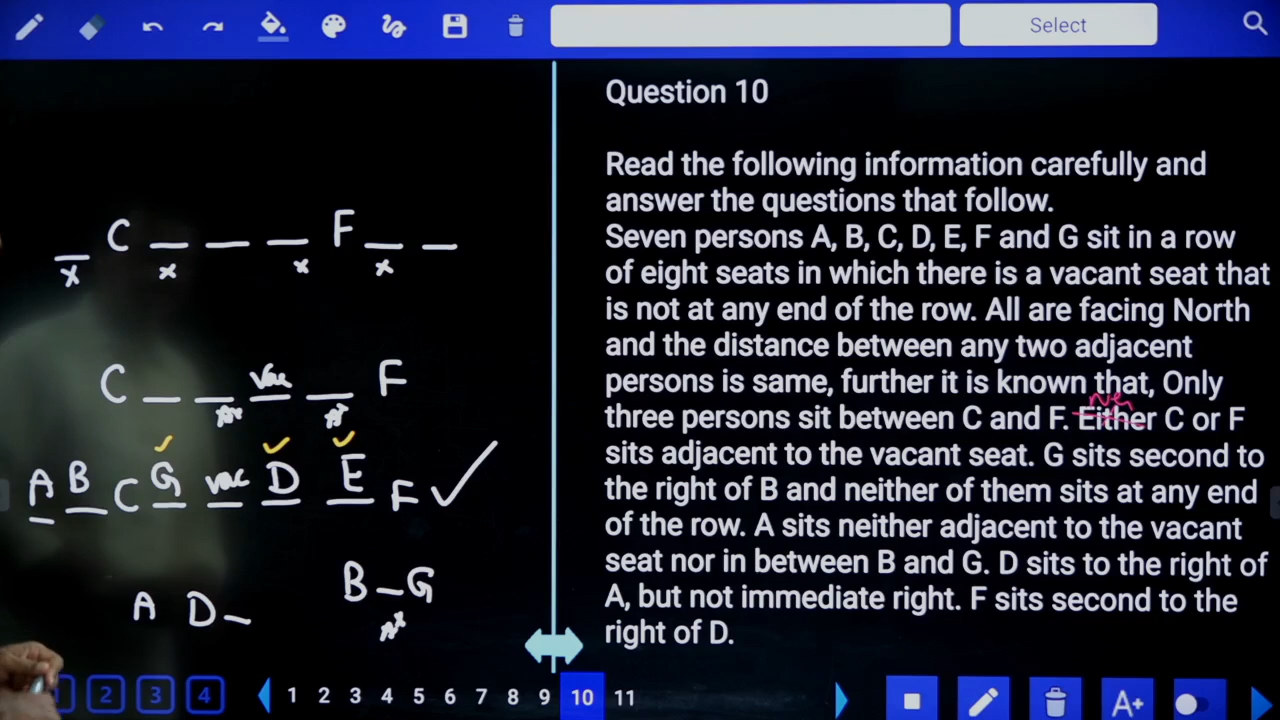 Select
Question 10
Read the following information carefully and
answer the questions that follow.
Seven persons A, B, C, D, E, F and G sit in a row
of eight seats in which there is a vacant seat that
is not at any end of the row. All are facing North
and the distance between any two adjacent
persons is same, further it is known that, Only
Nei
three persons sit between C and F. Either C or F
sits adjacent to the vacant seat. G sits second to
the right of B and neither of them sits at any end
of the row. A sits neither adjacent to the vacant
seat nor in between B and G. D sits to the right of
A, but not immediate right. F sits second to the
right of D.
C F
x x x x
C vac F
A B C G vac D E F
B _ G
A D _
2 3 4
1 2 3 4 5 6 7 8 9 10 11
A+